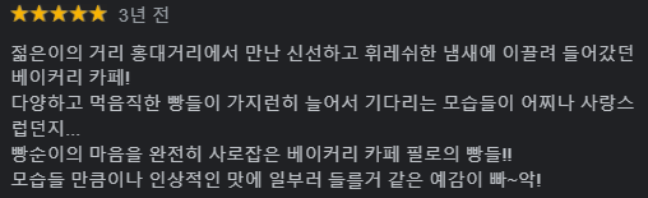 ★★★★★ 3년 전
젊은이의 거리 홍대거리에서 만난 신선하고 휘레쉬한 냄새에 이끌려 들어갔던
베이커리 카페!
다양하고 먹음직한 빵들이 가지런히 늘어서 기다리는 모습들이 어찌나 사랑스
럽던지...
빵순이의 마음을 완전히 사로잡은 베이커리 카페 필로의 빵들!!
모습들 만큼이나 인상적인 맛에 일부러 들를거 같은 예감이 빠~악!